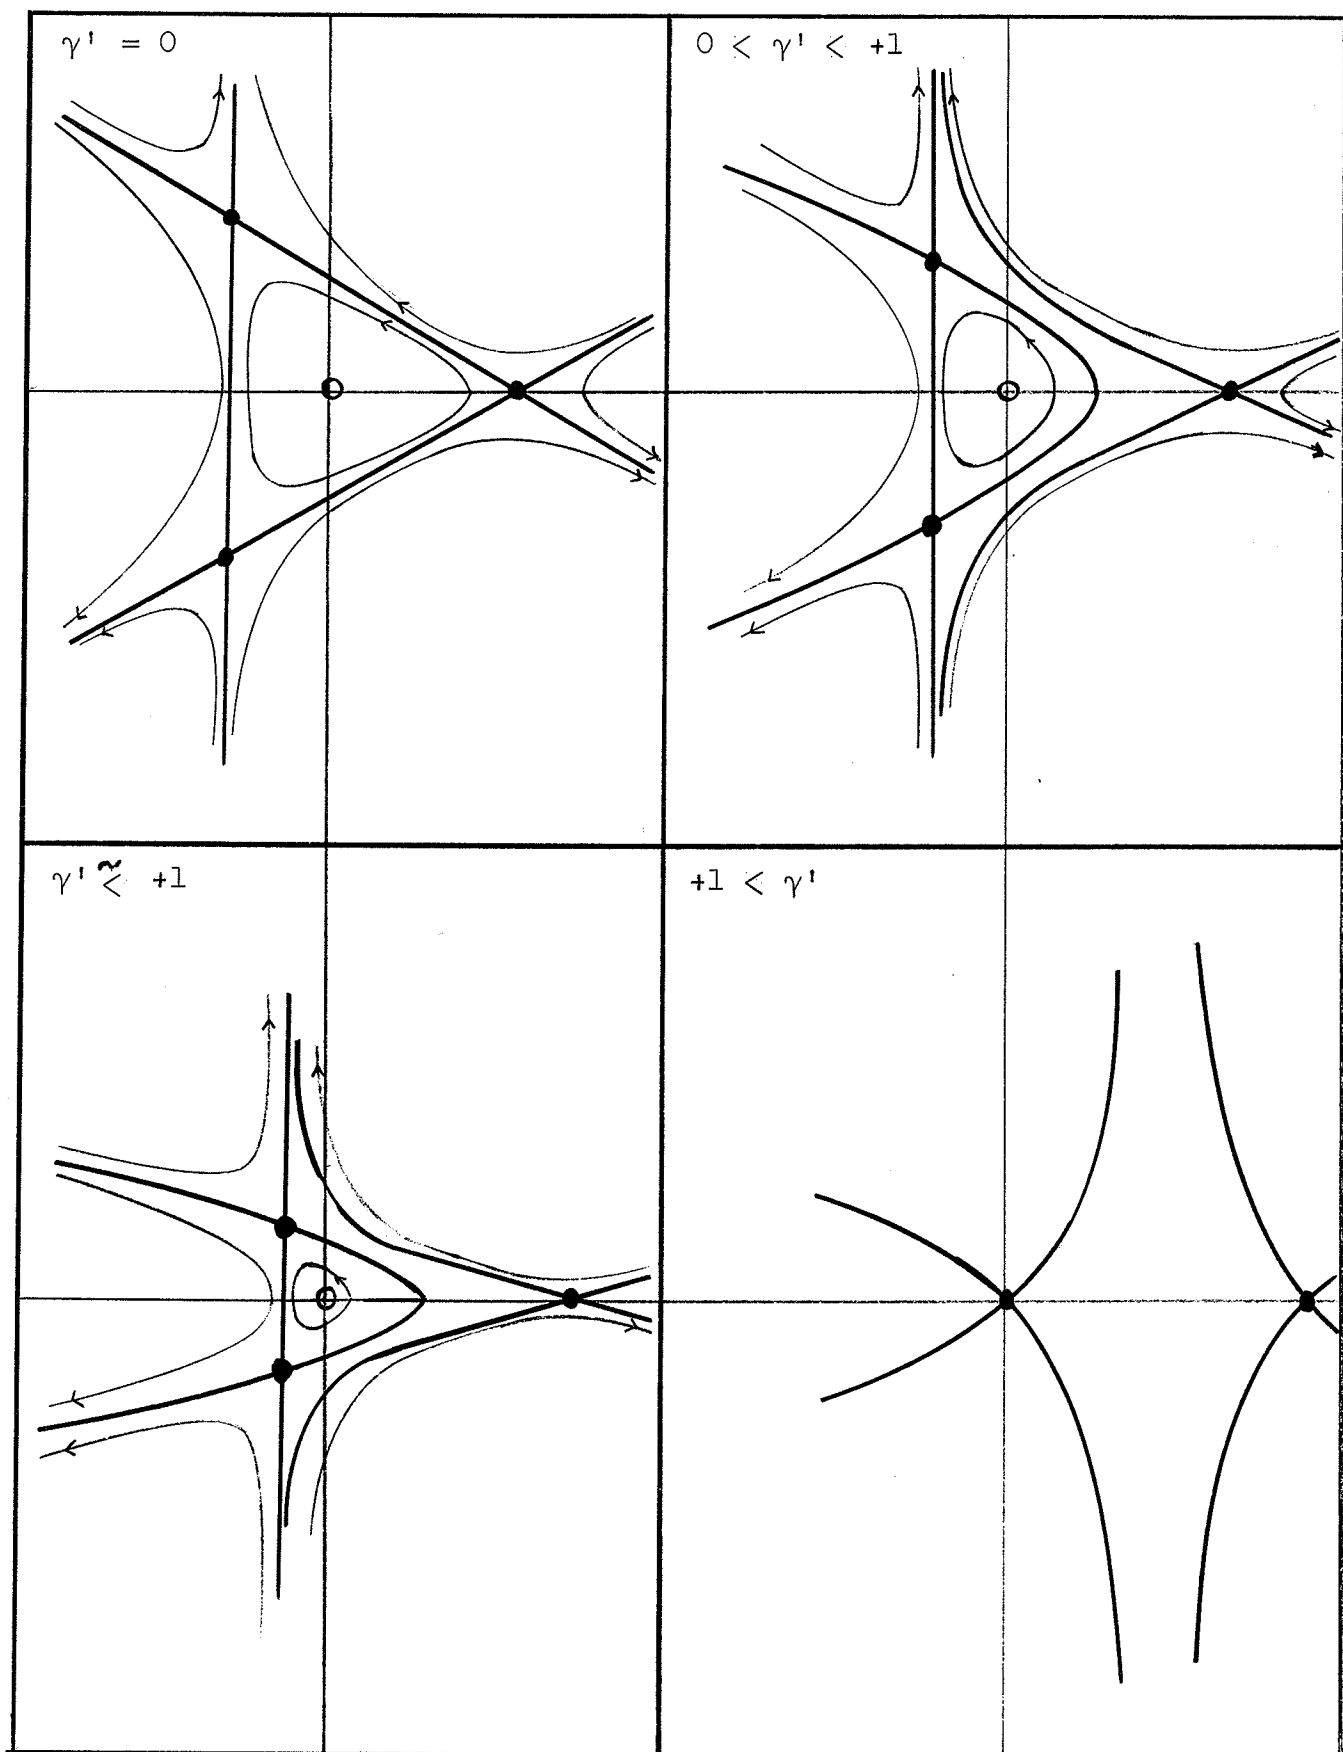 γ' = 0
0 < γ' < +1
γ' ≲ +1
+1 < γ'